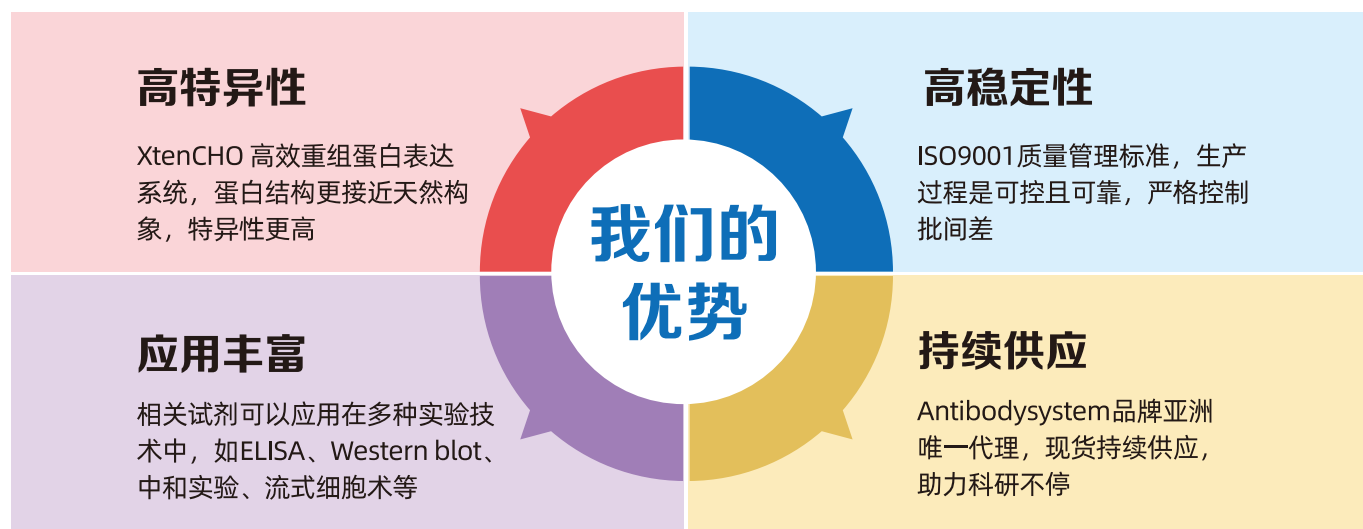 高特异性
XtenCHO 高效重组蛋白表达
系统，蛋白结构更接近天然构
象，特异性更高
高稳定性
ISO9001质量管理标准，生产
过程是可控且可靠，严格控制
批间差
我们的
优势
应用丰富
相关试剂可以应用在多种实验技
术中，如ELISA、Western blot、
中和实验、流式细胞术等
持续供应
Antibodysystem品牌亚洲
唯一代理，现货持续供应，
助力科研不停